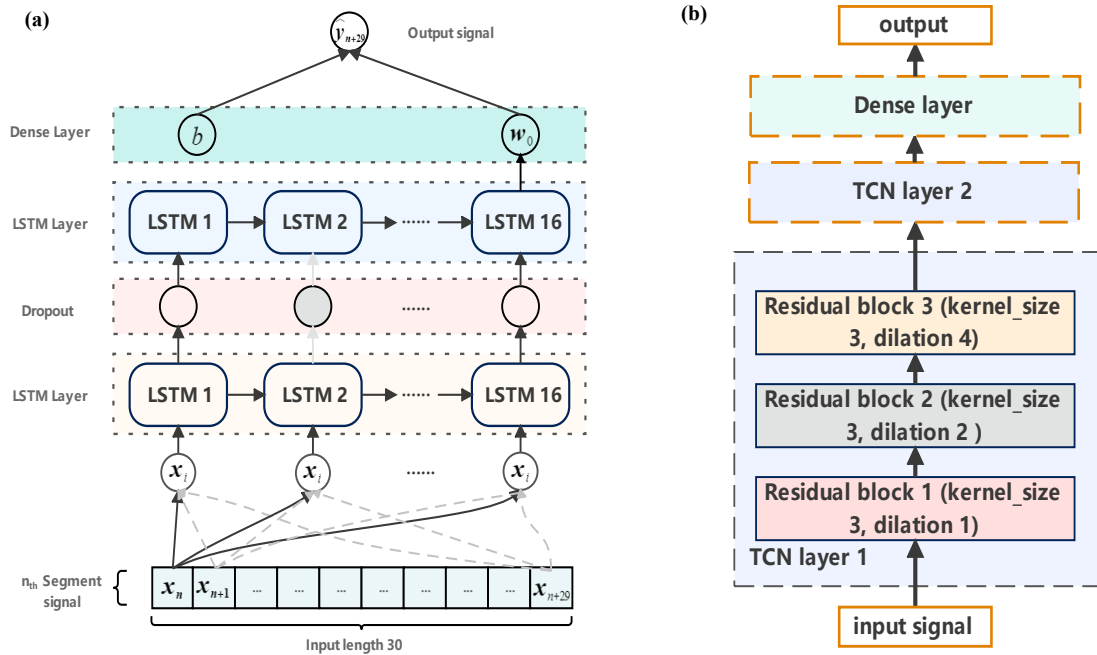 (a)
ŷn+29
Output signal
Dense Layer
b
w0
LSTM Layer
LSTM 1
LSTM 2
......
LSTM 16
Dropout
......
LSTM Layer
LSTM 1
LSTM 2
......
LSTM 16
xi
xi
......
xi
nth Segment
signal
xn
xn+1
...
...
...
...
...
...
...
xn+29
Input length 30
(b)
output
Dense layer
TCN layer 2
Residual block 3 (kernel_size
3, dilation 4)
Residual block 2 (kernel_size
3, dilation 2 )
Residual block 1 (kernel_size
3, dilation 1)
TCN layer 1
input signal